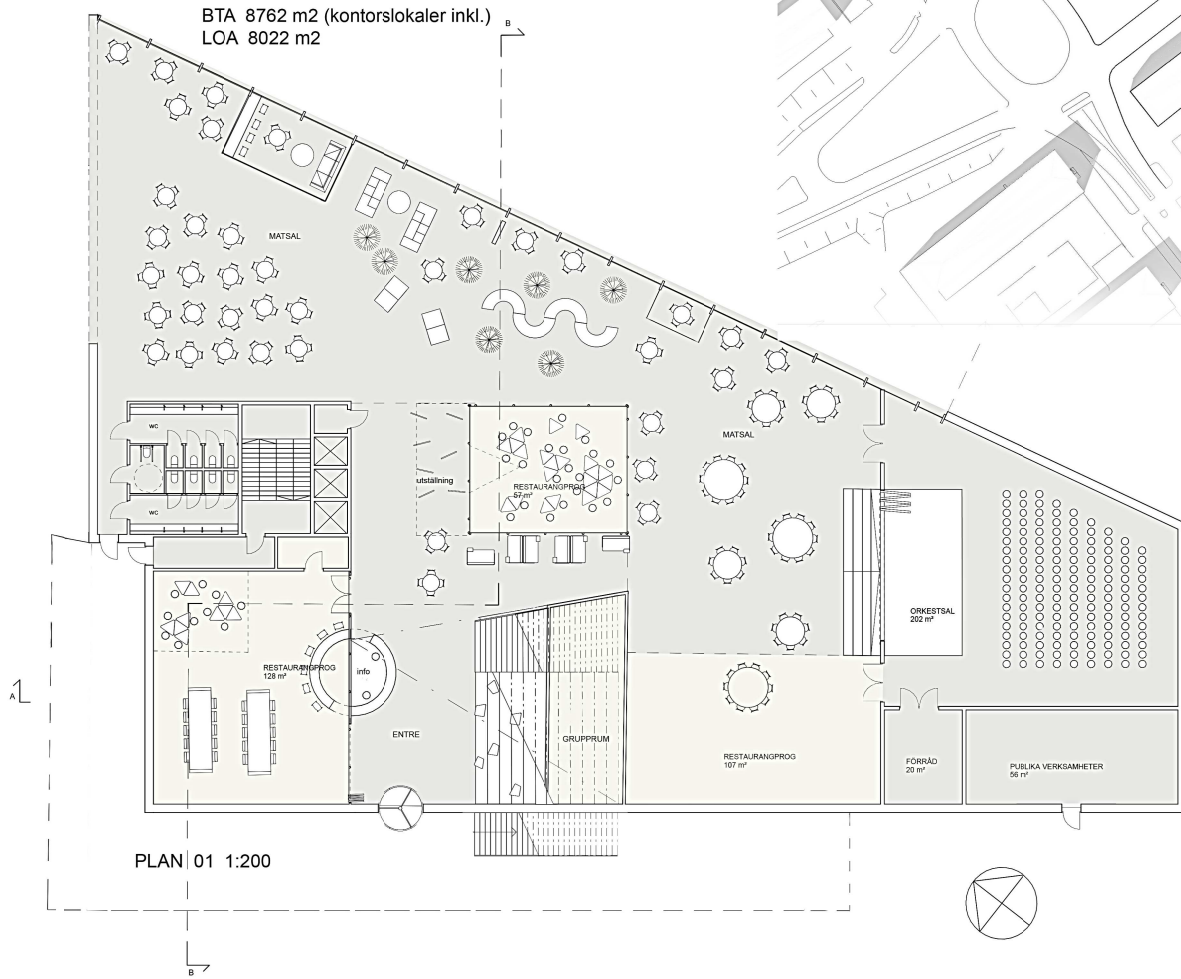 BTA 8762 m2 (kontorslokaler inkl.)
LOA 8022 m2
B
MATSAL
MATSAL
WC
utställning
RESTAURANGPROG
57 m²
WC
ORKESTSAL
202 m²
RESTAURANGPROG
128 m²
info
A
ENTRE
GRUPPRUM
RESTAURANGPROG
107 m²
FÖRRÅD
20 m²
PUBLIKA VERKSAMHETER
56 m²
PLAN 01 1:200
B